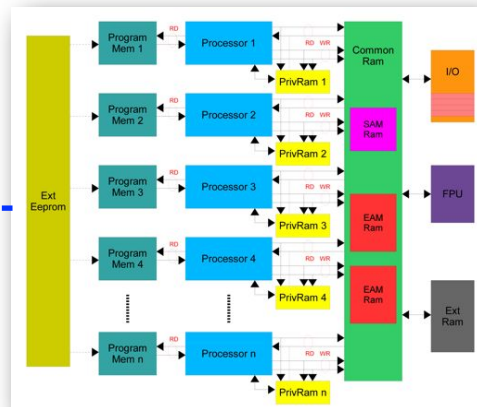 Ext
Eeprom
Program
Mem 1
RD
Processor 1
RD WR
PrivRam 1
Program
Mem 2
RD
Processor 2
RD WR
PrivRam 2
Program
Mem 3
RD
Processor 3
RD WR
PrivRam 3
Program
Mem 4
RD
Processor 4
RD WR
PrivRam 4
Program
Mem n
RD
Processor n
RD WR
PrivRam n
Common
Ram
SAM
Ram
EAM
Ram
EAM
Ram
I/O
FPU
Ext
Ram